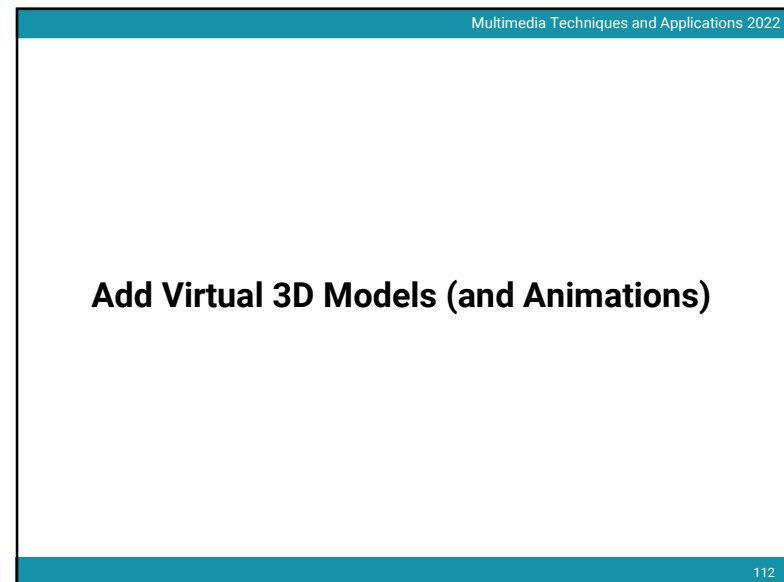 Multimedia Techniques and Applications 2022
Add Virtual 3D Models (and Animations)
112